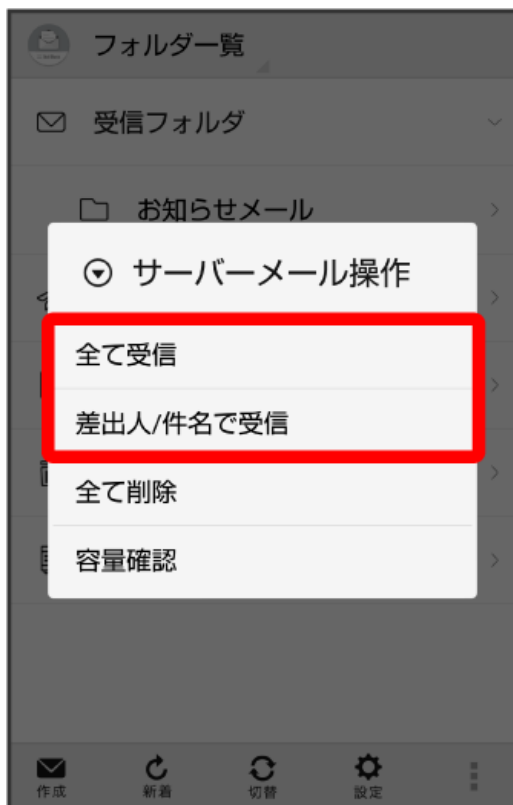 フォルダー覧
受信フォルダ
お知らせメール
サーバーメール操作
全て受信
差出人/件名で受信
全て削除
容量確認
作成 新着 切替 設定